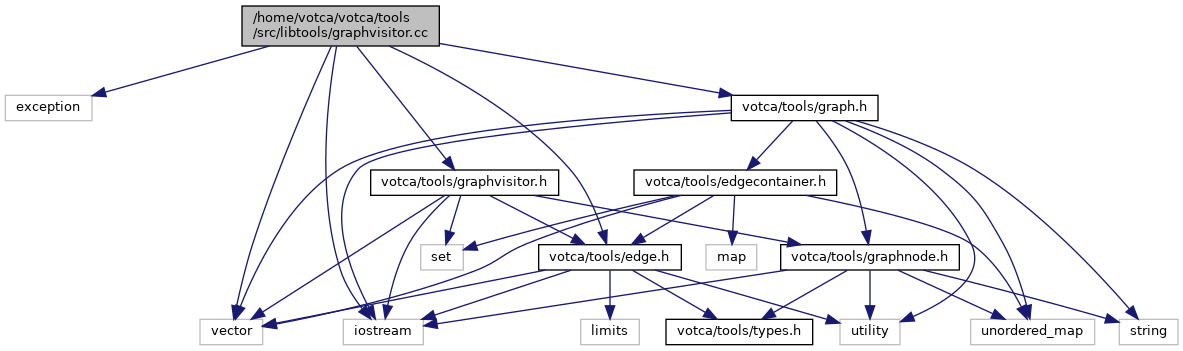 /home/votca/votca/tools
/src/libtools/graphvisitor.cc
exception
votca/tools/graph.h
votca/tools/graphvisitor.h
votca/tools/edgecontainer.h
set
votca/tools/edge.h
map
votca/tools/graphnode.h
vector
iostream
limits
votca/tools/types.h
utility
unordered_map
string